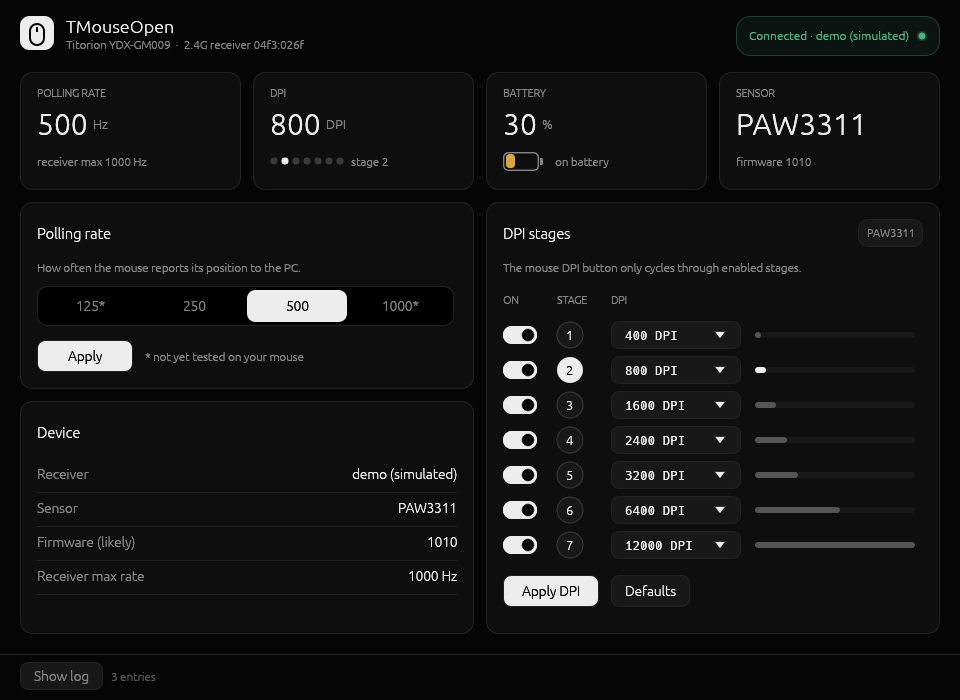 TMouseOpen
Titorion YDX-GM009 · 2.4G receiver 04f3:026f
Connected · demo (simulated)
POLLING RATE
500 Hz
receiver max 1000 Hz
DPI
800 DPI
stage 2
BATTERY
30 %
on battery
SENSOR
PAW3311
firmware 1010
Polling rate
How often the mouse reports its position to the PC.
125* 250 500 1000*
Apply * not yet tested on your mouse
Device
Receiver demo (simulated)
Sensor PAW3311
Firmware (likely) 1010
Receiver max rate 1000 Hz
DPI stages PAW3311
The mouse DPI button only cycles through enabled stages.
ON STAGE DPI
1 400 DPI
2 800 DPI
3 1600 DPI
4 2400 DPI
5 3200 DPI
6 6400 DPI
7 12000 DPI
Apply DPI Defaults
Show log 3 entries